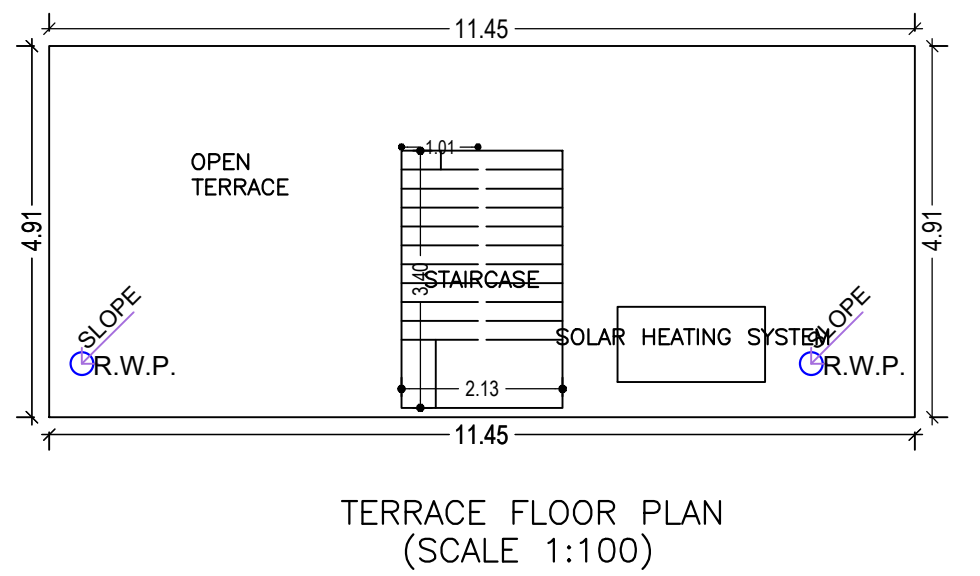 11.45
1.01
OPEN
TERRACE
4.91
4.91
3.40
STAIRCASE
SLOPE
SLOPE
SOLAR HEATING SYSTEM
R.W.P.
R.W.P.
2.13
11.45
TERRACE FLOOR PLAN
(SCALE 1:100)